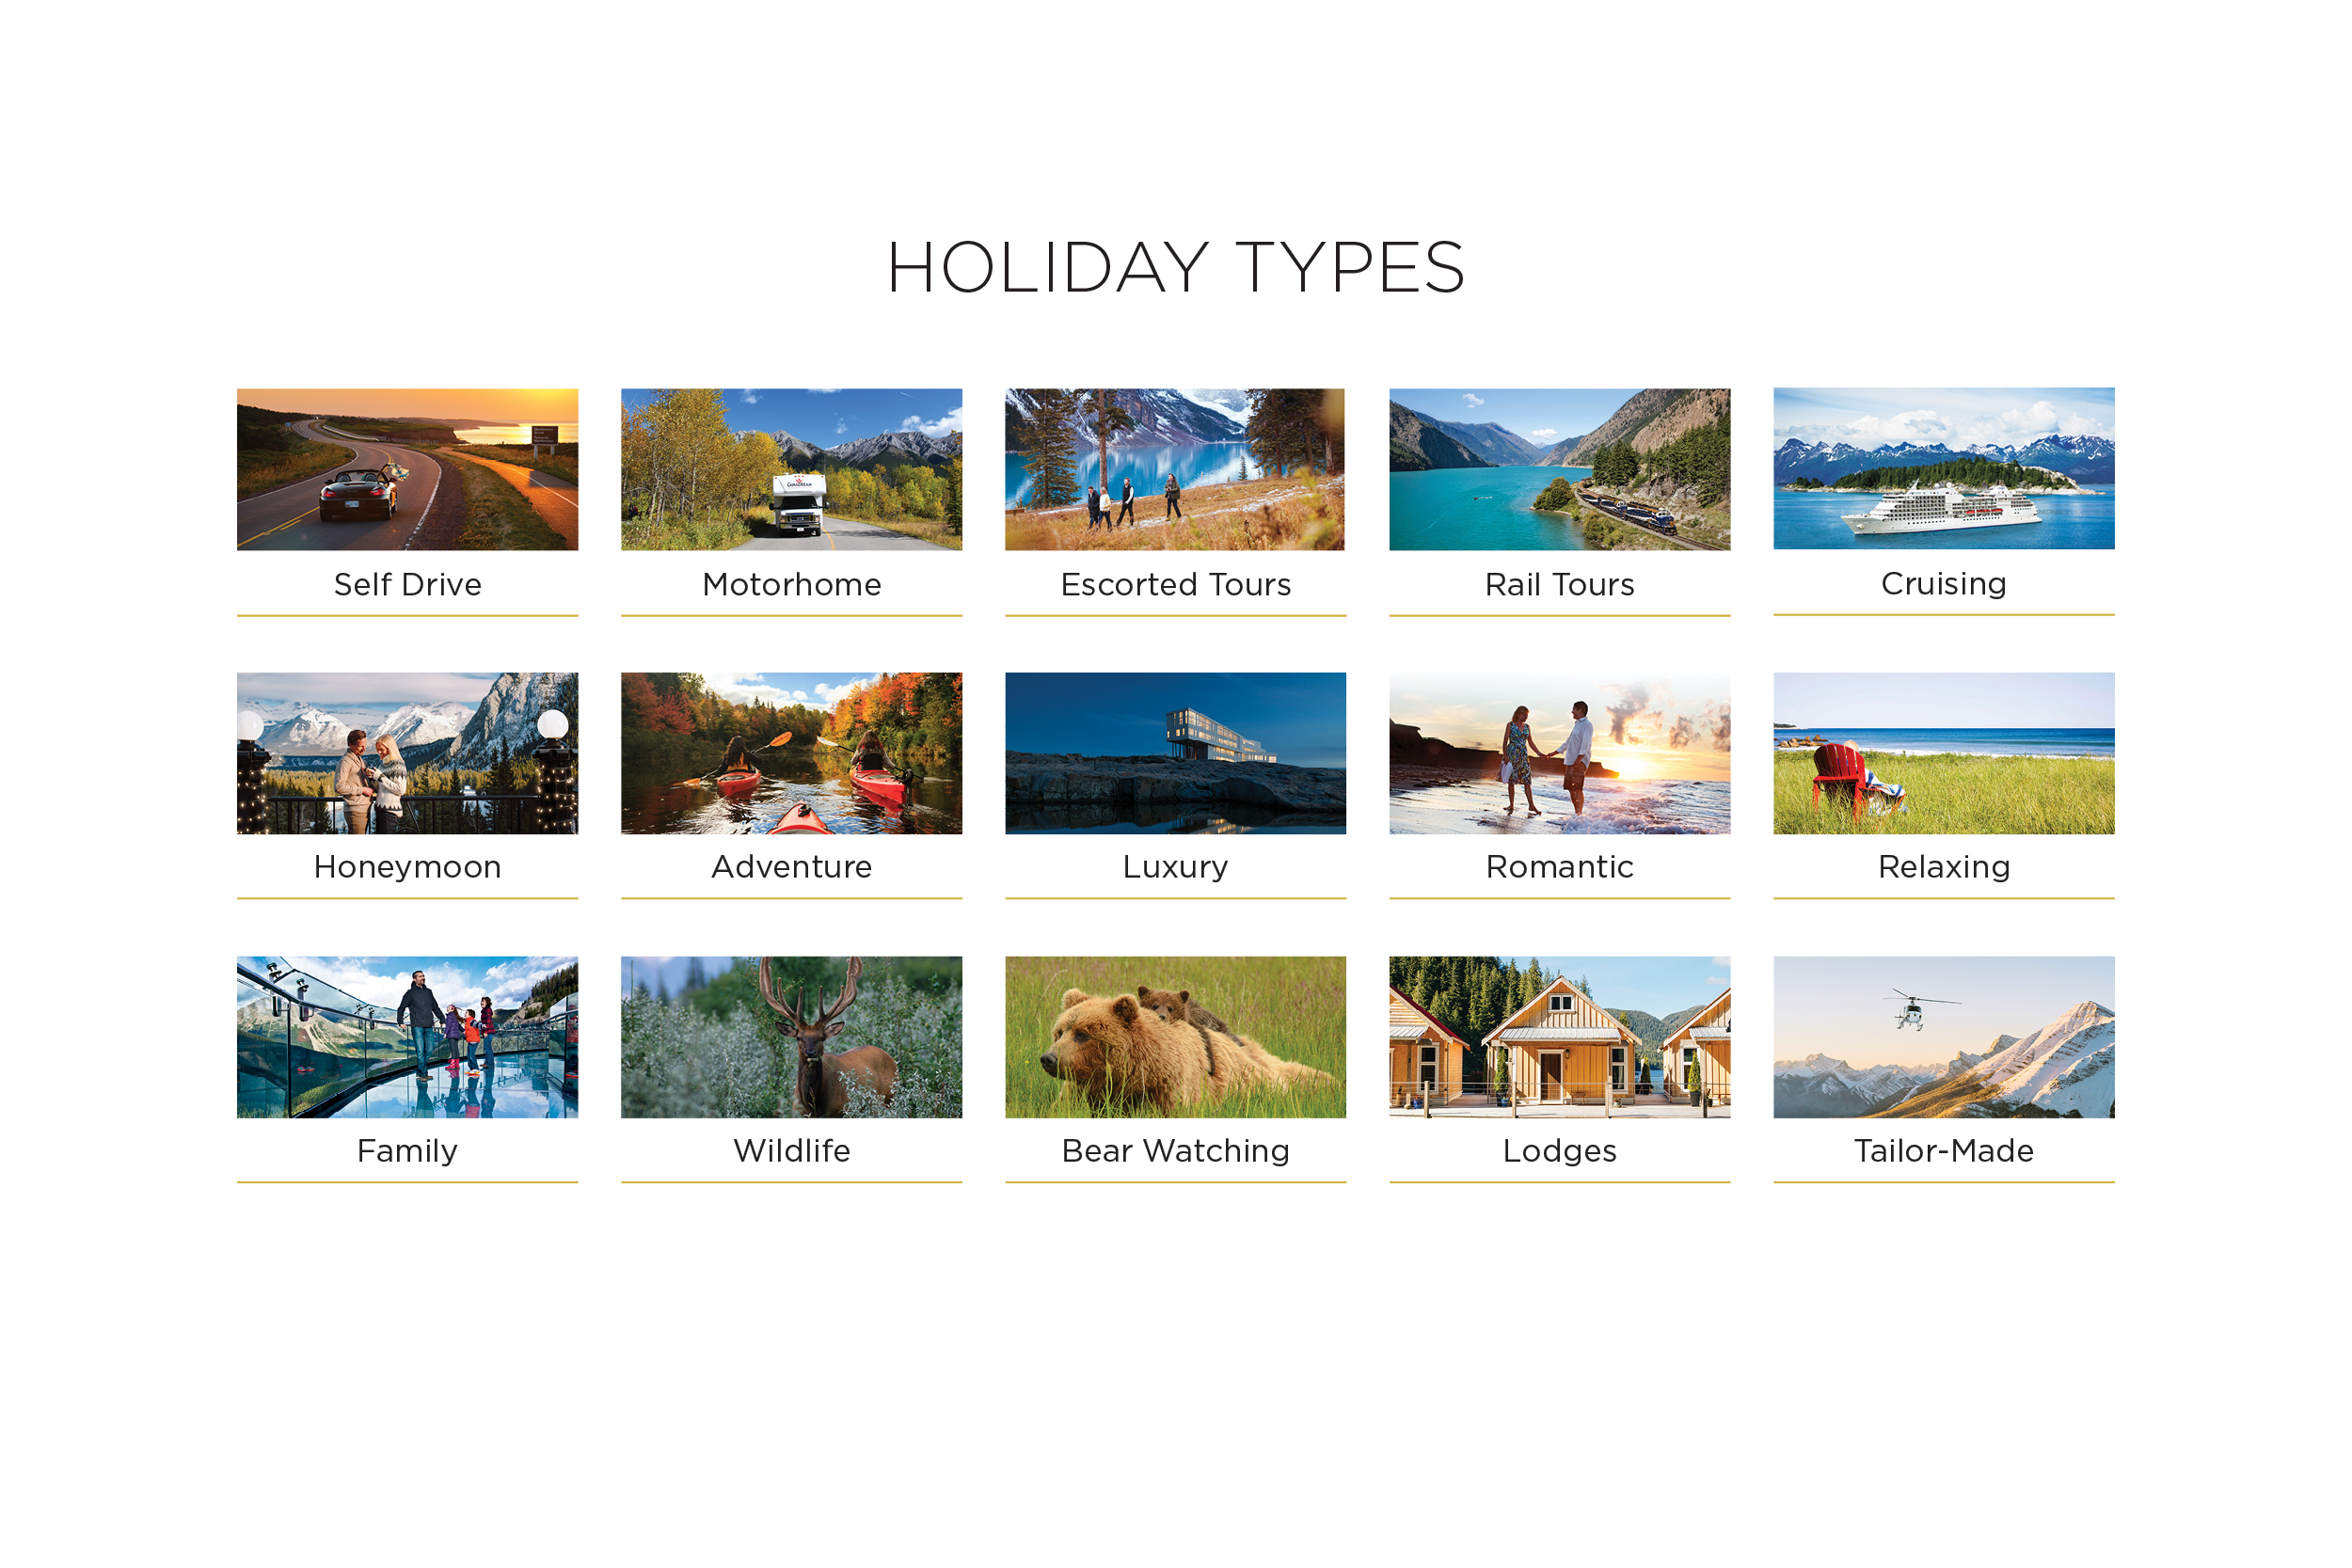 HOLIDAY TYPES
CANADREAM
Self Drive
Motorhome
Escorted Tours
Rail Tours
Cruising
Honeymoon
Adventure
Luxury
Romantic
Relaxing
Family
Wildlife
Bear Watching
Lodges
Tailor-Made